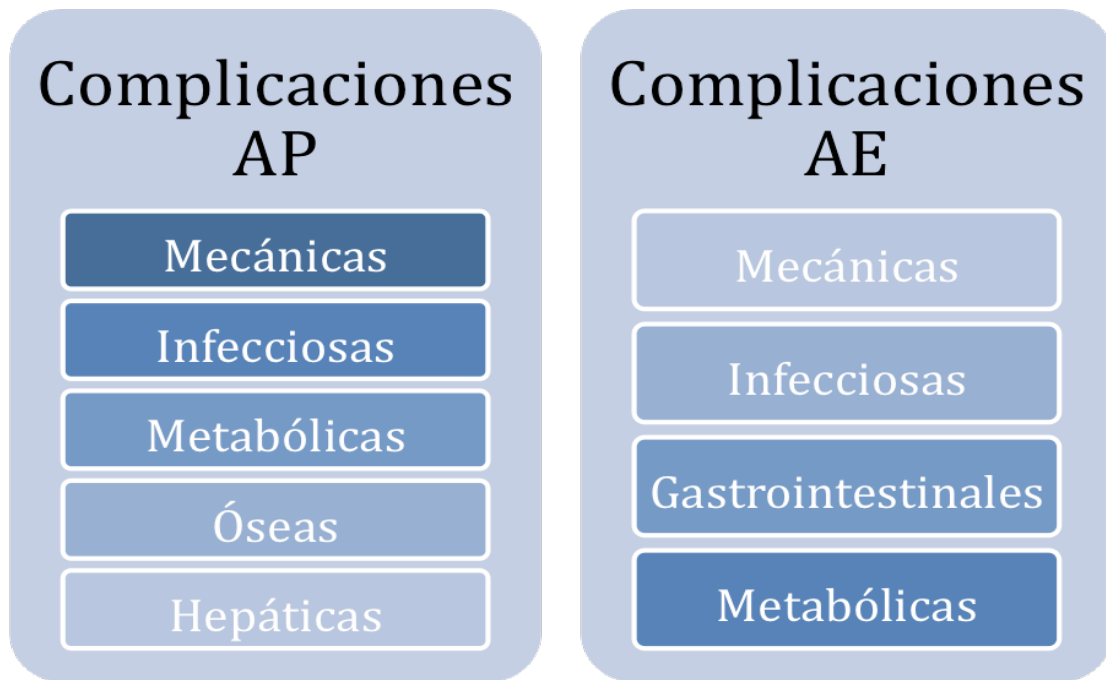 Complicaciones
AP
Mecánicas
Infecciosas
Metabólicas
Óseas
Hepáticas
Complicaciones
AE
Mecánicas
Infecciosas
Gastrointestinales
Metabólicas